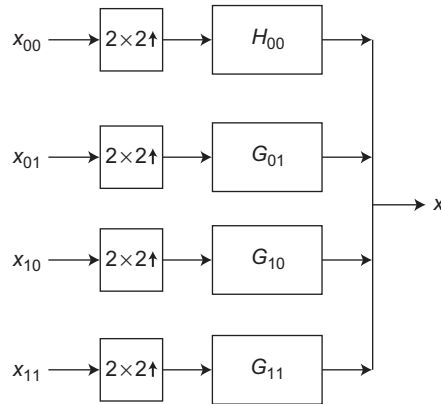 x₀₀ 2×2↑ H₀₀
x₀₁ 2×2↑ G₀₁
x
x₁₀ 2×2↑ G₁₀
x₁₁ 2×2↑ G₁₁